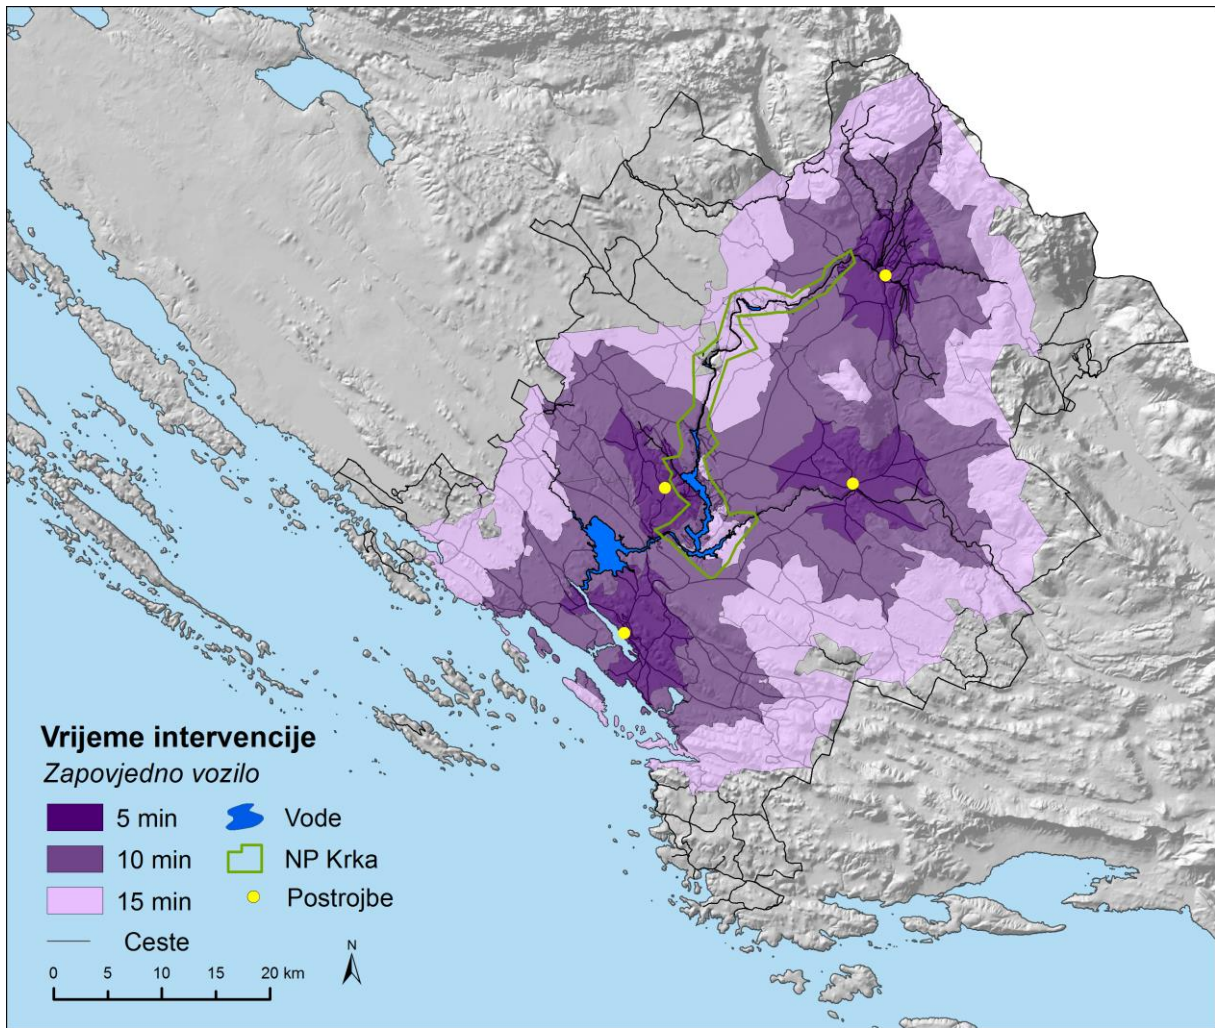 Vrijeme intervencije
Zapovjedno vozilo
5 min
Vode
10 min
NP Krka
15 min
Postrojbe
Ceste
N
0 5 10 15 20 km